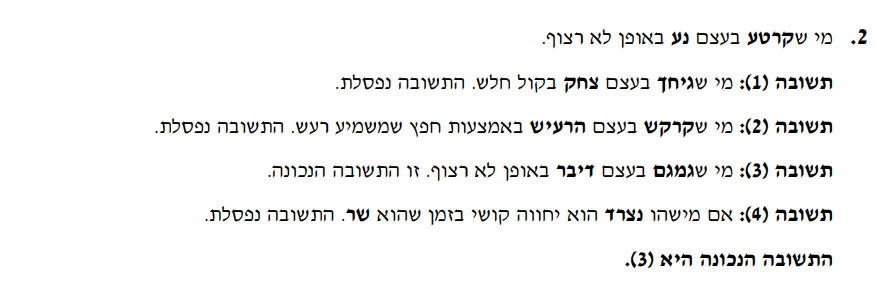 2. מי שקרטע בעצם נע באופן לא רצוף.
תשובה (1): מי שגיחך בעצם צחק בקול חלש. התשובה נפסלת.
תשובה (2): מי שקרקש בעצם הרעיש באמצעות חפץ שמשמיע רעש. התשובה נפסלת.
תשובה (3): מי שגמגם בעצם דיבר באופן לא רצוף. זו התשובה הנכונה.
תשובה (4): אם מישהו נצרד הוא יחווה קושי בזמן שהוא שר. התשובה נפסלת.
התשובה הנכונה היא (3).